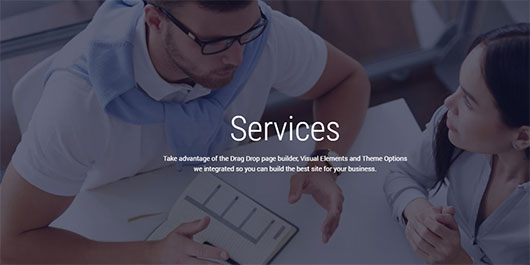 Services
Take advantage of the Drag Drop page builder, Visual Elements and Theme Options
we integrated so you can build the best site for your business.